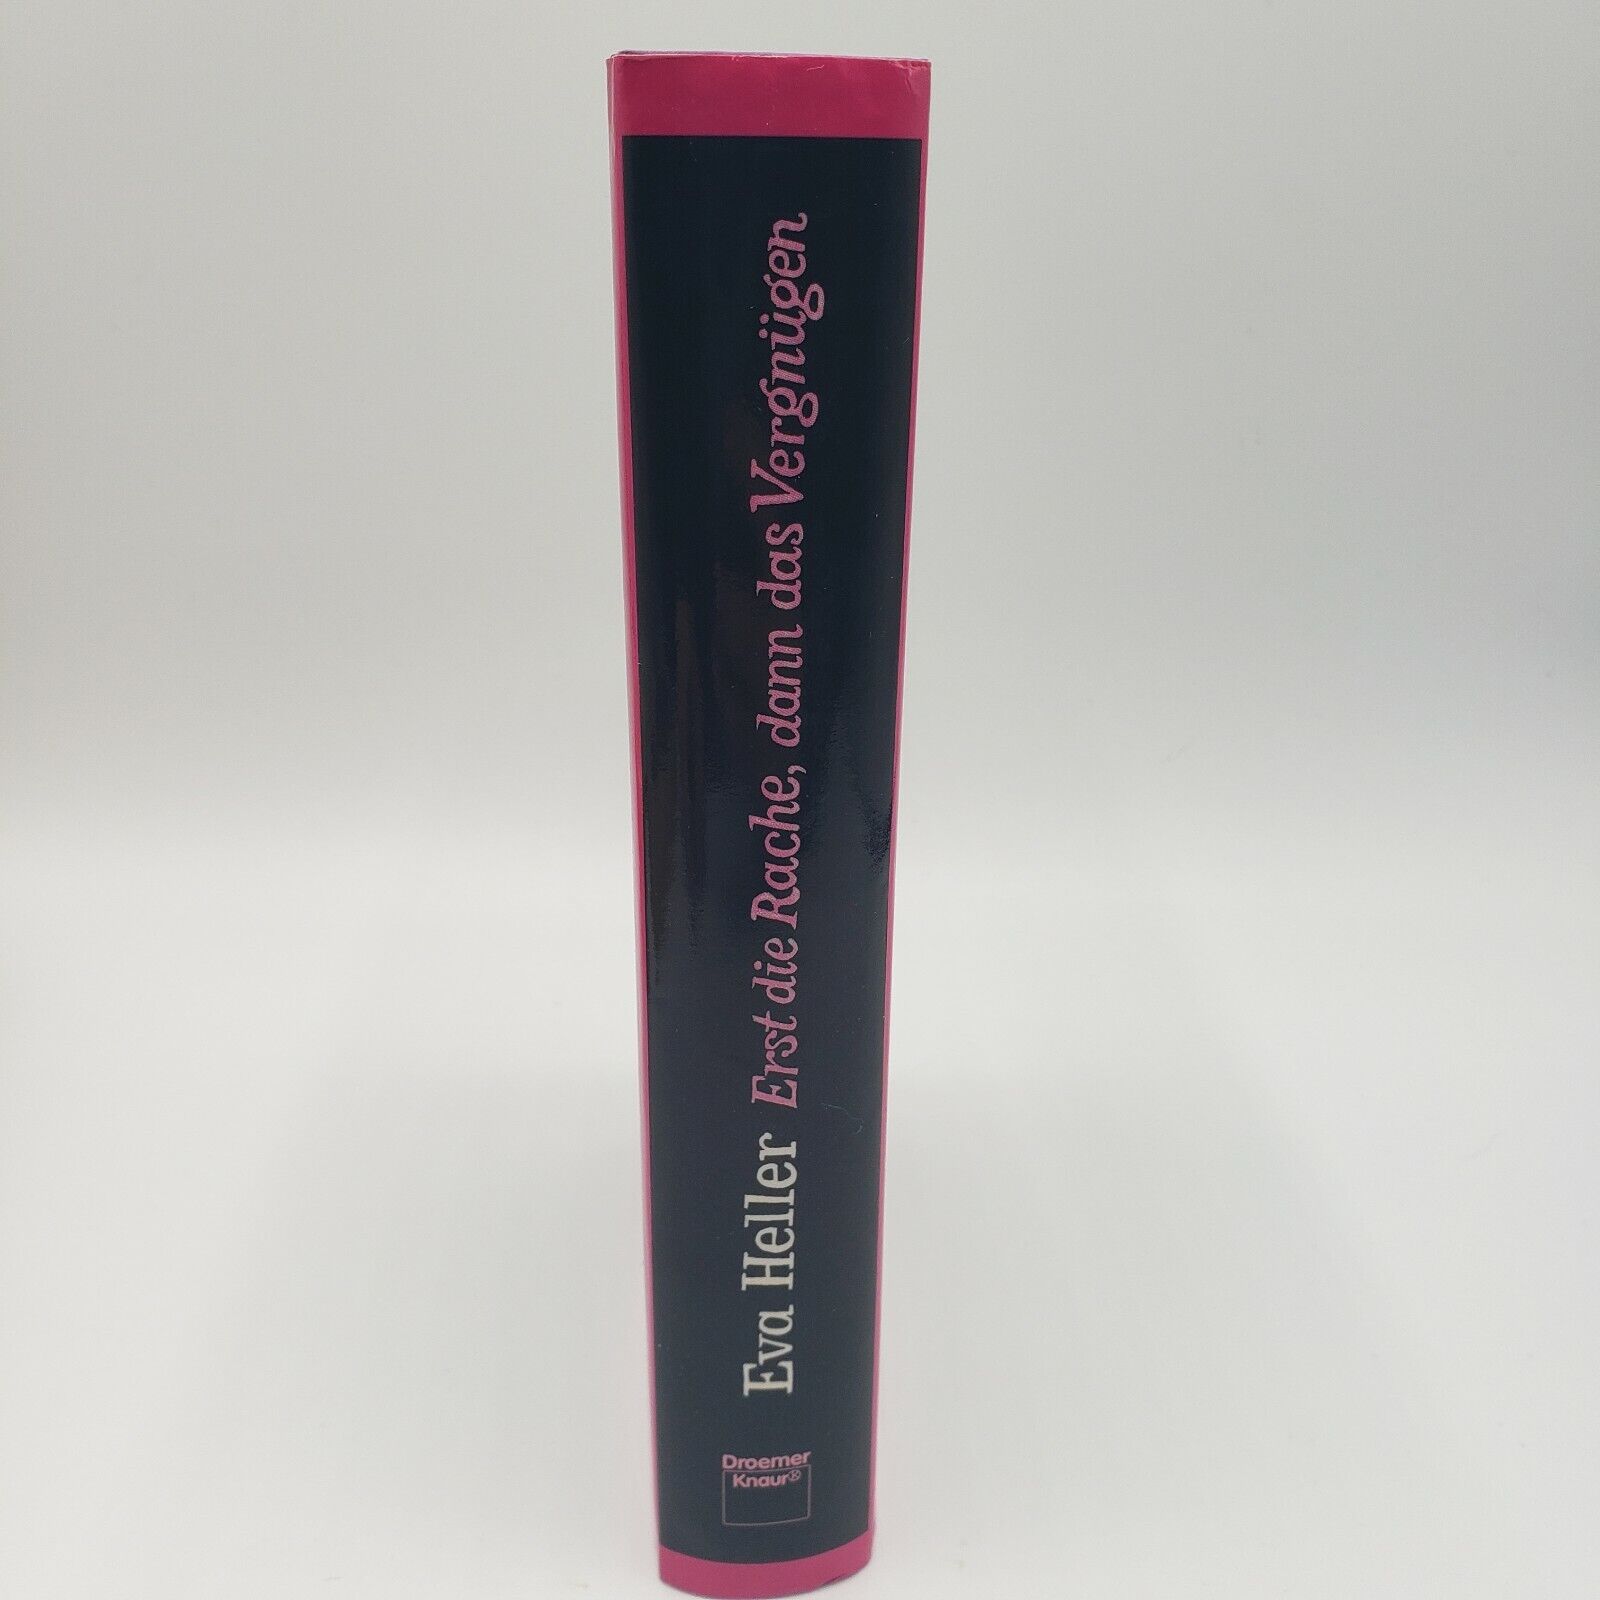 Eva Heller Erst die Rache, dann das Vergnügen
Droemer
Knaur®